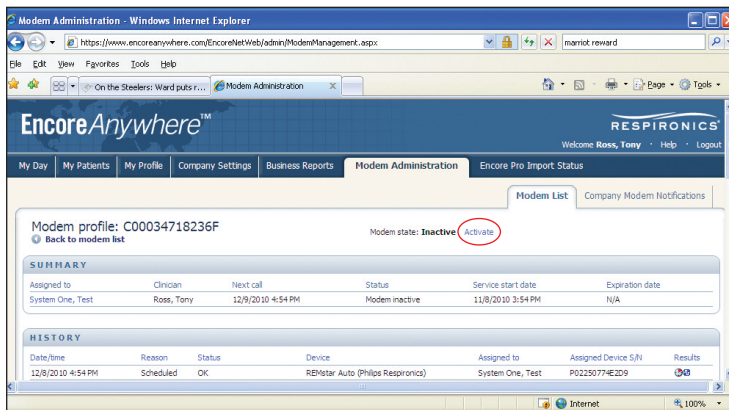 Modem Administration - Windows Internet Explorer
https://www.encoreanywhere.com/EncoreNetWeb/admin/ModemManagement.aspx marriot reward
File Edit View Favorites Tools Help
On the Steelers: Ward puts r... Modem Administration X Page Tools
EncoreAnywhere™
RESPIRONICS®
Welcome Ross, Tony · Help · Logout
My Day My Patients My Profile Company Settings Business Reports Modem Administration Encore Pro Import Status
Modem List Company Modem Notifications
Modem profile: C00034718236F
Back to modem list
Modem state: Inactive Activate
SUMMARY
Assigned to Clinician Next call Status Service start date Expiration date
System One, Test Ross, Tony 12/9/2010 4:54 PM Modem inactive 11/8/2010 3:54 PM N/A
HISTORY
Date/time Reason Status Device Assigned to Assigned Device S/N Results
12/8/2010 4:54 PM Scheduled OK REMstar Auto (Philips Respironics) System One, Test P02250774E2D9
Internet 100%